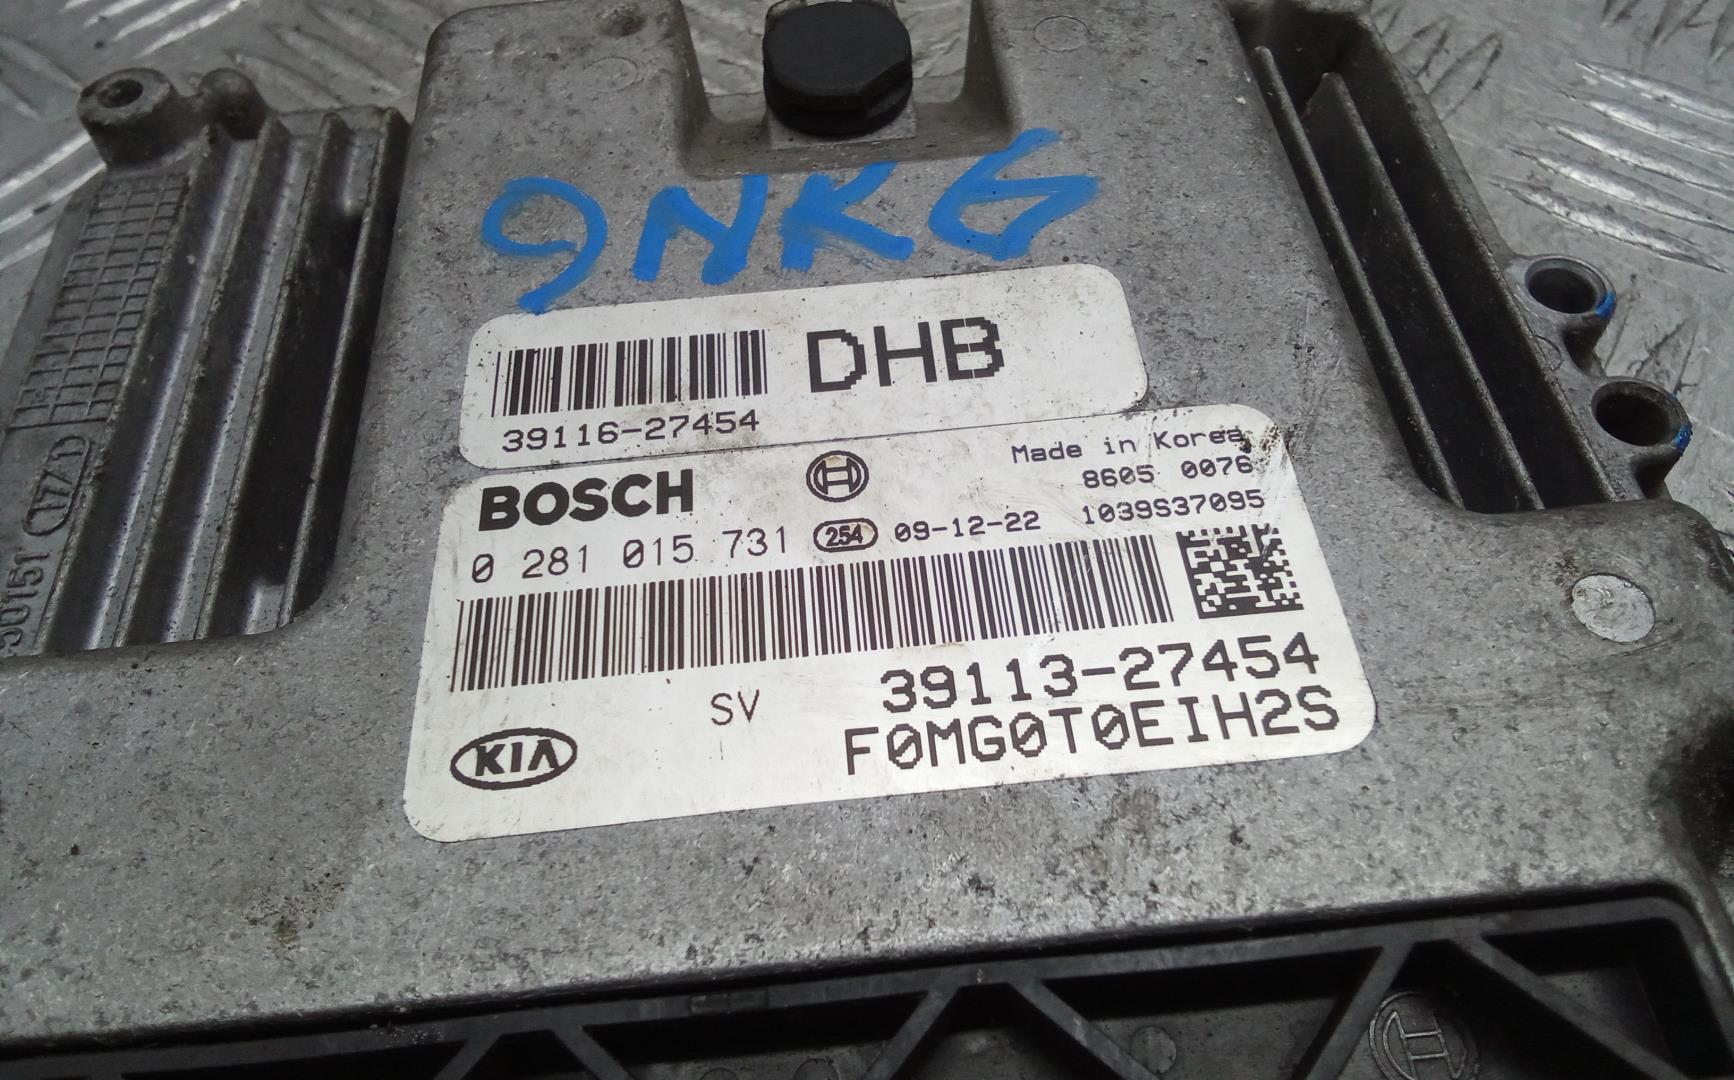 9NKG
DHB
39116-27454
BOSCH
Made in Korea
8605 0076
0 281 015 731 254 09-12-22 1039S37095
39113-27454
SV
F0MG0T0EIH2S
KIA